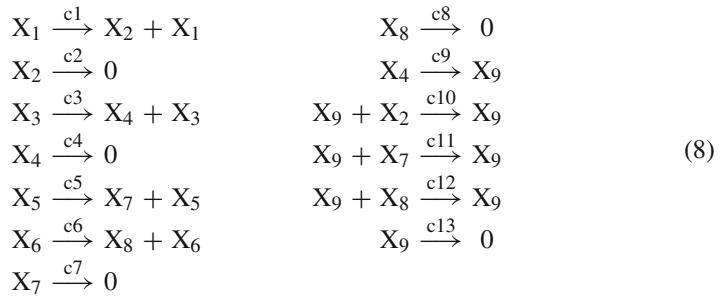 X₁ →c1 X₂ + X₁
X₂ →c2 0
X₃ →c3 X₄ + X₃
X₄ →c4 0
X₅ →c5 X₇ + X₅
X₆ →c6 X₈ + X₆
X₇ →c7 0
X₈ →c8 0
X₄ →c9 X₉
X₉ + X₂ →c10 X₉
X₉ + X₇ →c11 X₉
X₉ + X₈ →c12 X₉
X₉ →c13 0
(8)